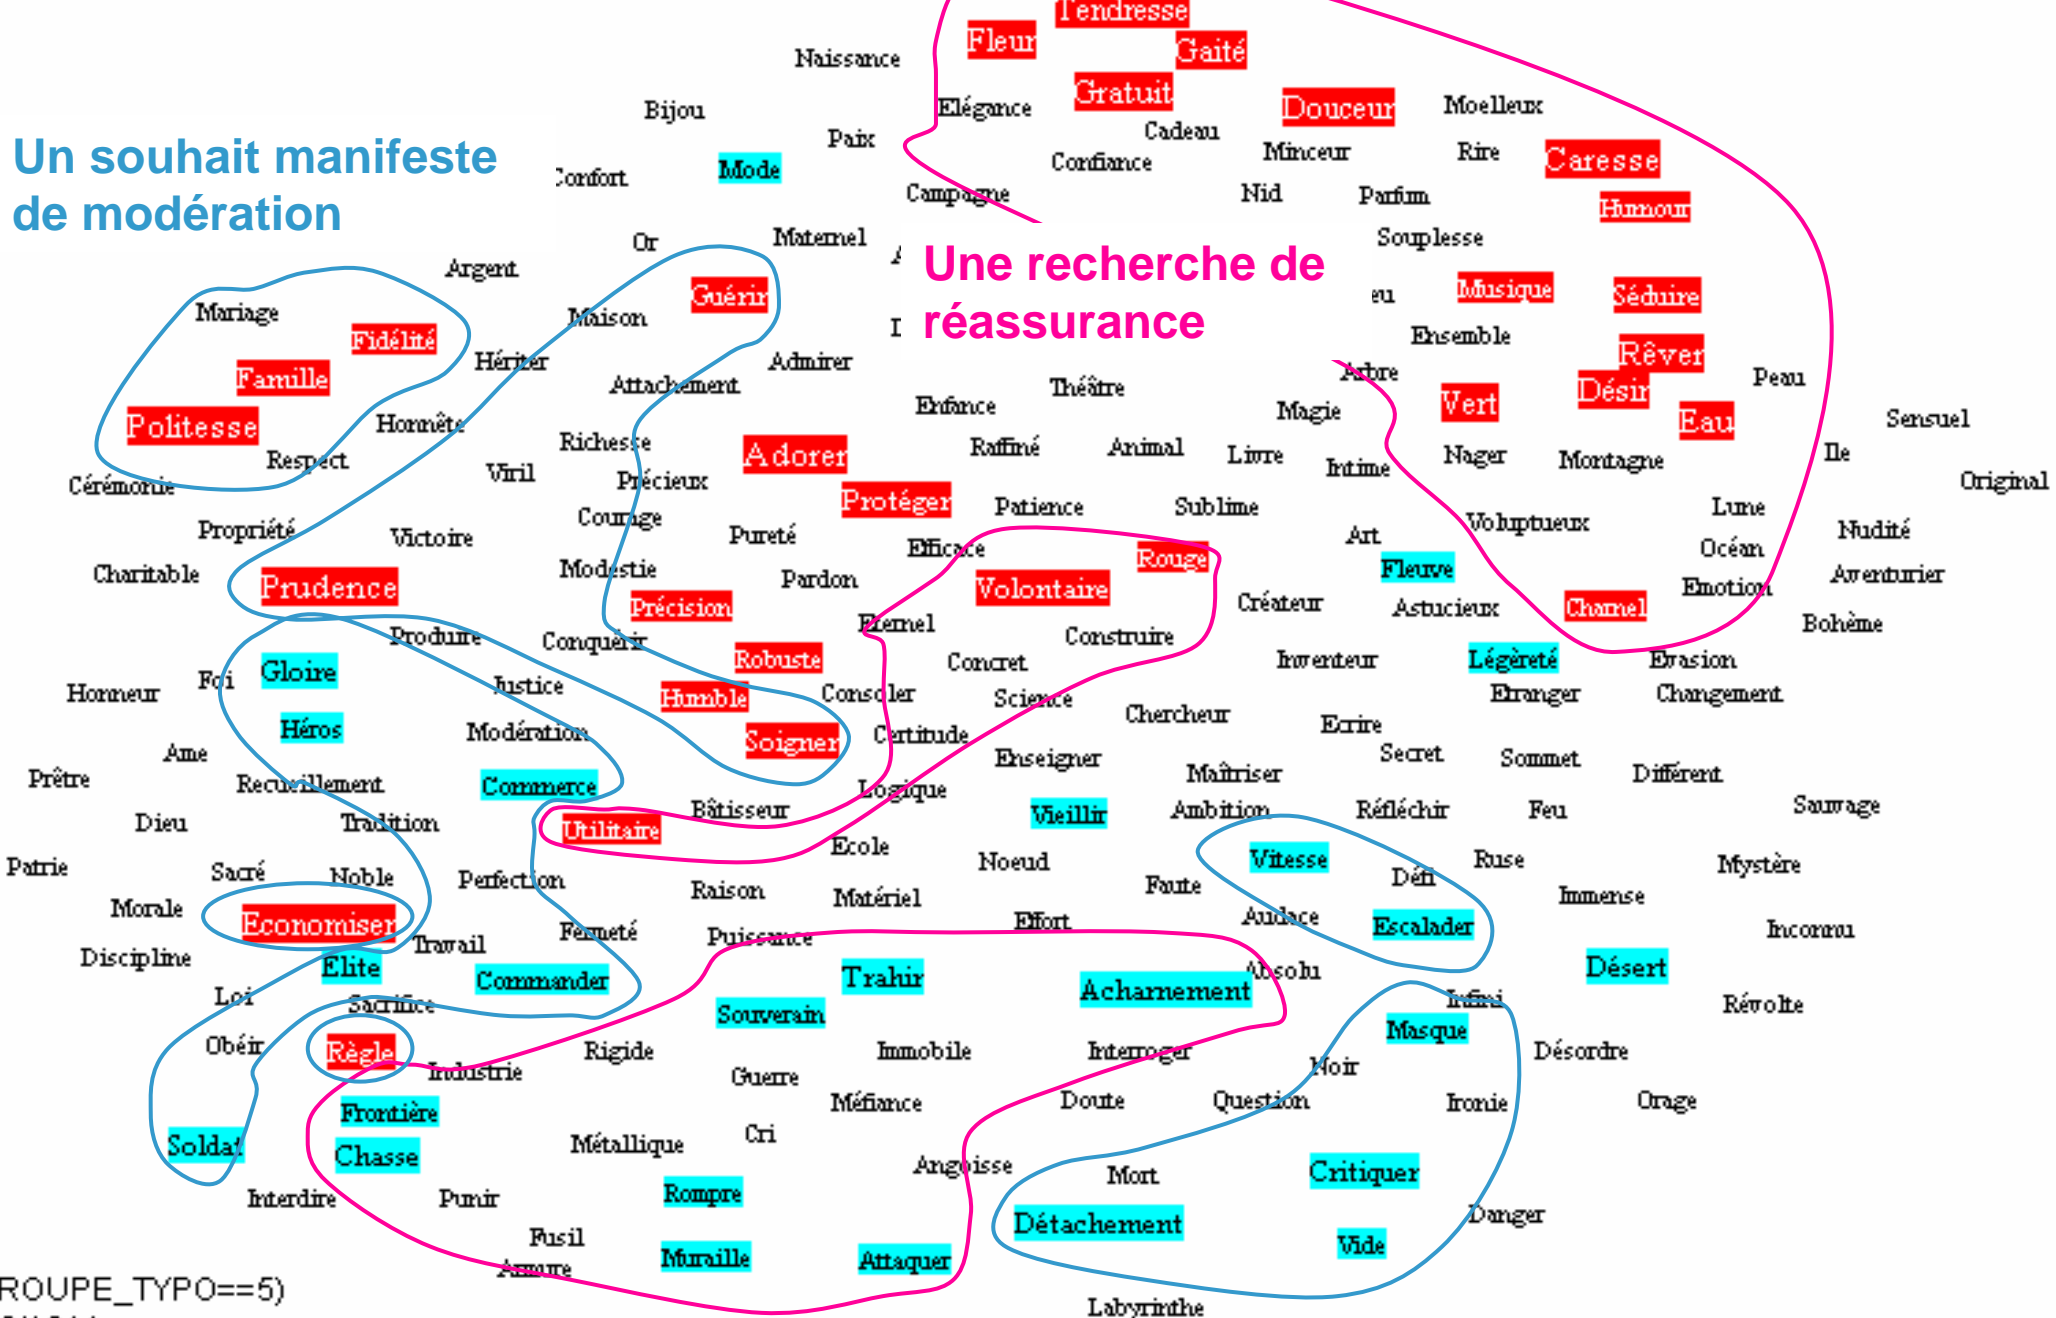 Tendresse
Fleur
Gaité
Naissance
Gratuit
Elégance
Douceur
Moelleux
Bijou
Cadeau
Paix
Minceur
Rire
Un souhait manifeste
de modération
Confiance
Caresse
Mode
Confort
Campagne
Nid
Parfum
Humour
Or
Maternel
Souplesse
Une recherche de
réassurance
Argent
Guérir
eu
Musique
Séduire
Mariage
Maison
Fidélité
Ensemble
Rêver
Hériter
Admirer
Famille
Attachement
Théâtre
Arbre
Désir
Peau
Enfance
Vert
Magie
Eau
Sensuel
Politesse
Honnête
Richesse
Adorer
Raffiné
Animal
Livre
Intime
Nager
Montagne
Ile
Respect
Viril
Précieux
Cérémonie
Original
Protéger
Patience
Sublime
Lune
Propriété
Courage
Voluptueux
Nudité
Victoire
Pureté
Efficace
Rouge
Art
Océan
Charitable
Modestie
Pardon
Fleuve
Aventurier
Prudence
Volontaire
Emotion
Précision
Créateur
Astucieux
Charnel
Eternel
Bohème
Produire
Conquérir
Construire
Gloire
Robuste
Concret
Inventeur
Légèreté
Evasion
Honneur
Foi
Justice
Humble
Consoler
Science
Etranger
Changement
Chercheur
Héros
Modération
Soigner
Certitude
Ecrire
Ame
Enseigner
Secret
Sommet
Prêtre
Recueillement
Commerce
Maîtriser
Différent
Logique
Bâtisseur
Vieillir
Ambition
Réfléchir
Feu
Sauvage
Dieu
Tradition
Utilitaire
Ecole
Noeud
Vitesse
Ruse
Mystère
Patrie
Sacré
Noble
Perfection
Raison
Matériel
Faute
Défi
Immense
Morale
Economiser
Effort
Audace
Escalader
Inconnu
Travail
Fermeté
Puissance
Discipline
Elite
Commander
Trahir
Acharnement
Absolu
Désert
Loi
Sacrifice
Souverain
Infini
Révolte
Masque
Obéir
Règle
Rigide
Immobile
Interroger
Désordre
Industrie
Guerre
Noir
Frontière
Méfiance
Doute
Question
Ironie
Orage
Soldat
Chasse
Métallique
Cri
Angoisse
Mort
Critiquer
Interdire
Punir
Rompre
Détachement
Danger
Fusil
Muraille
Attaquer
Vide
Armure
ROUPE_TYPO==5)
Labyrinthe